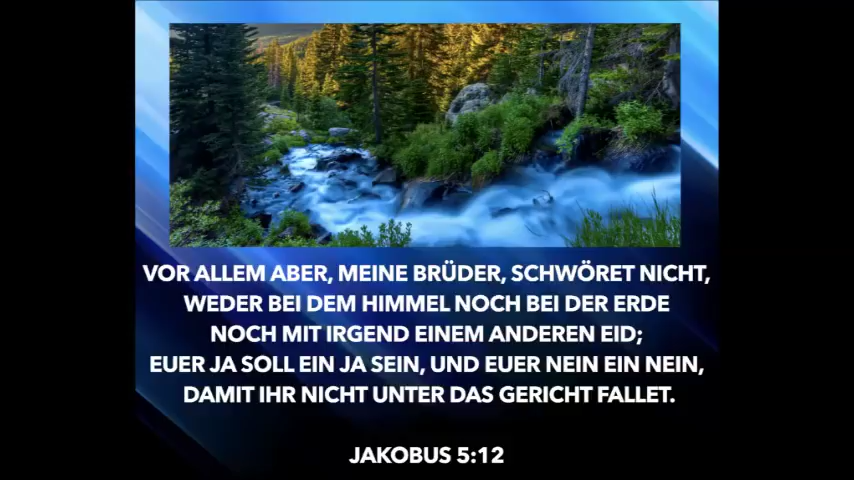 VOR ALLEM ABER, MEINE BRÜDER, SCHWÖRET NICHT,
WEDER BEI DEM HIMMEL NOCH BEI DER ERDE
NOCH MIT IRGEND EINEM ANDEREN EID;
EUER JA SOLL EIN JA SEIN, UND EUER NEIN EIN NEIN,
DAMIT IHR NICHT UNTER DAS GERICHT FALLET.
JAKOBUS 5:12